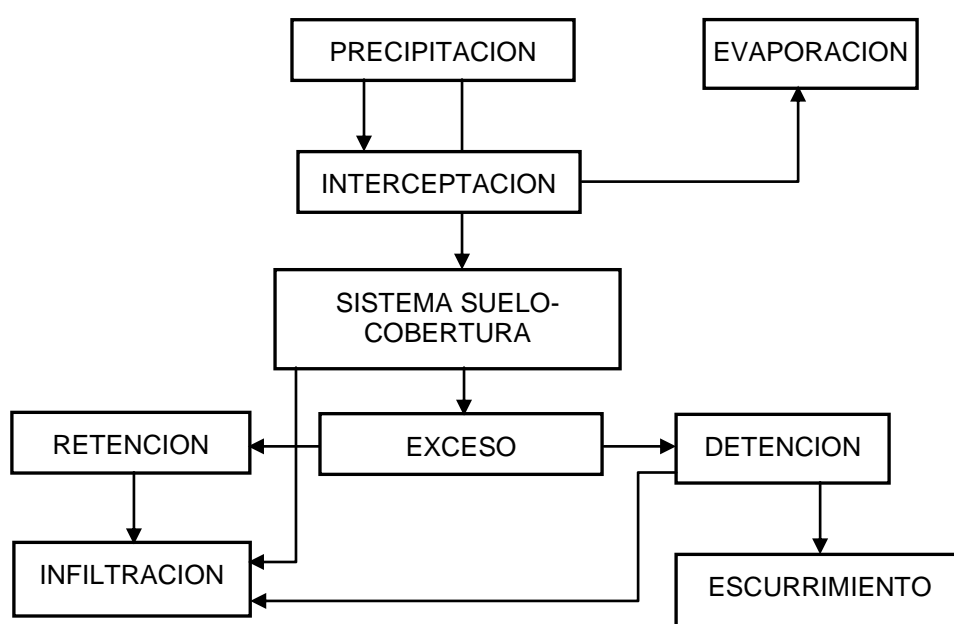 PRECIPITACION
EVAPORACION
INTERCEPTACION
SISTEMA SUELO-
COBERTURA
RETENCION
EXCESO
DETENCION
INFILTRACION
ESCURRIMIENTO